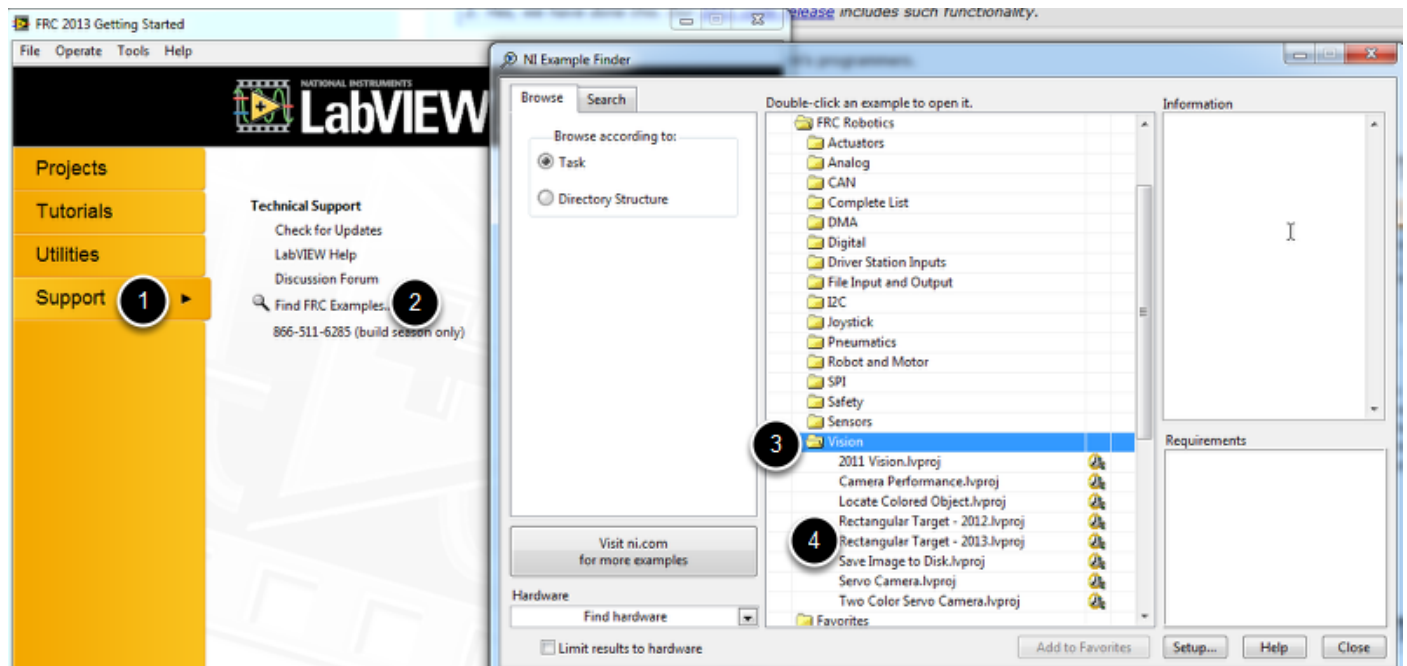 FRC 2013 Getting Started
release includes such functionality.
File Operate Tools Help
NATIONAL INSTRUMENTS
LabVIEW
Projects
Tutorials
Utilities
Support
1
Technical Support
Check for Updates
LabVIEW Help
Discussion Forum
Find FRC Examples..
2
866-511-6285 (build season only)
NI Example Finder
programmers.
Browse
Search
Browse according to:
Task
Directory Structure
Visit ni.com
for more examples
Hardware
Find hardware
Limit results to hardware
Double-click an example to open it.
FRC Robotics
Actuators
Analog
CAN
Complete List
DMA
Digital
Driver Station Inputs
File Input and Output
I2C
Joystick
Pneumatics
Robot and Motor
SPI
Safety
Sensors
3
Vision
2011 Vision.lvproj
Camera Performance.lvproj
Locate Colored Object.lvproj
Rectangular Target - 2012.lvproj
4
Rectangular Target - 2013.lvproj
Save Image to Disk.lvproj
Servo Camera.lvproj
Two Color Servo Camera.lvproj
Favorites
Information
Requirements
Add to Favorites
Setup...
Help
Close